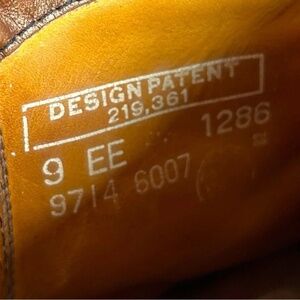 DESIGN PATENT
219,361
9 EE 1286
9714 6007